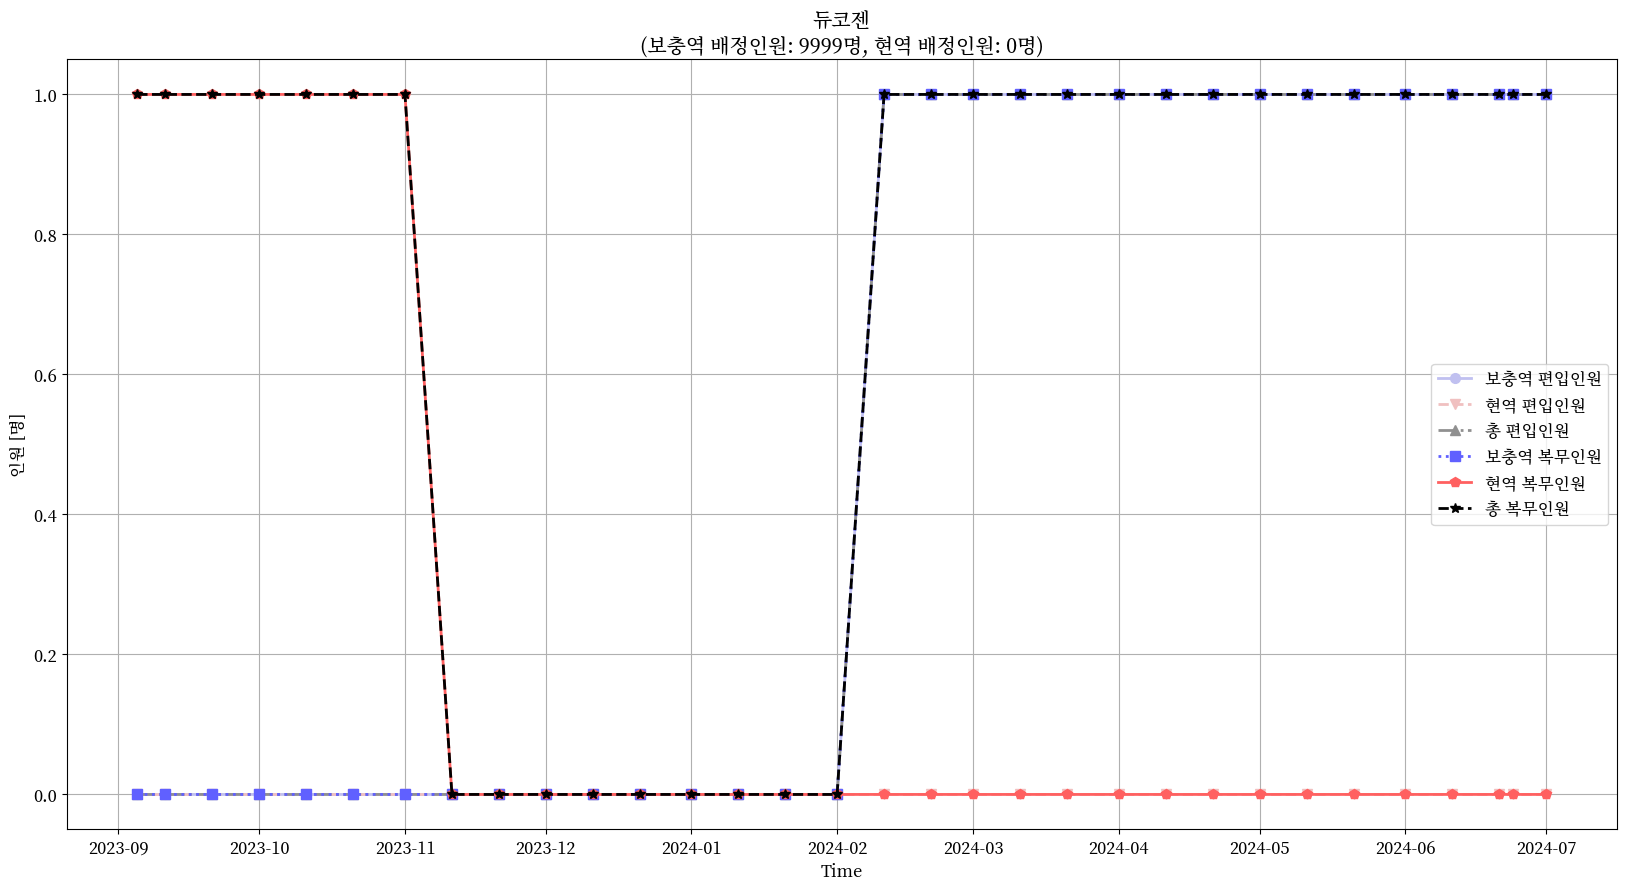 듀코젠
(보충역 배정인원: 9999명, 현역 배정인원: 0명)
1.0
0.8
0.6
0.4
0.2
0.0
인원 [명]
보충역 편입인원
현역 편입인원
총 편입인원
보충역 복무인원
현역 복무인원
총 복무인원
2023-09 2023-10 2023-11 2023-12 2024-01 2024-02 2024-03 2024-04 2024-05 2024-06 2024-07
Time